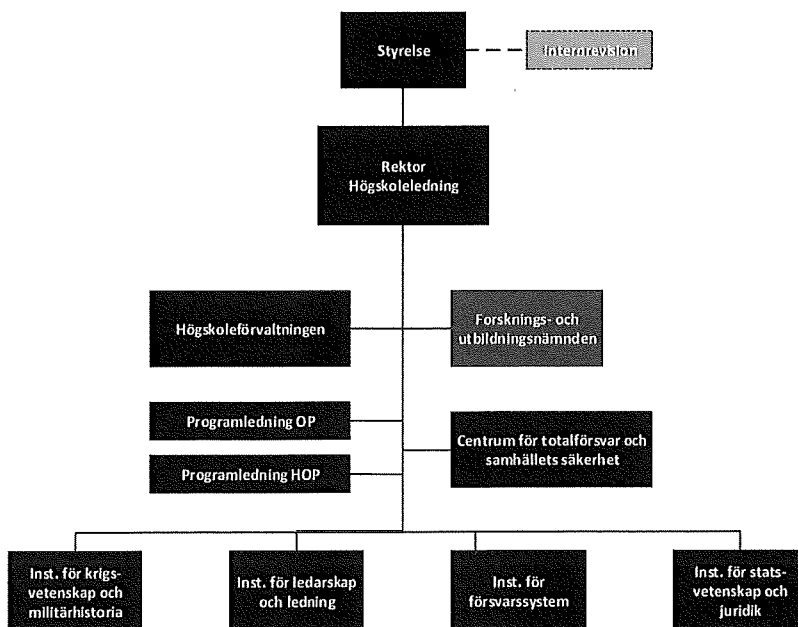 Styrelse
Internrevision
Rektor
Högskoleledning
Högskoleförvaltningen
Forsknings- och
utbildningsnämnden
Programledning OP
Centrum för totalförsvar och
samhällets säkerhet
Programledning HOP
Inst. för krigs-
vetenskap och
militärhistoria
Inst. för ledarskap
och ledning
Inst. för
försvarssystem
Inst. för stats-
vetenskap och
juridik